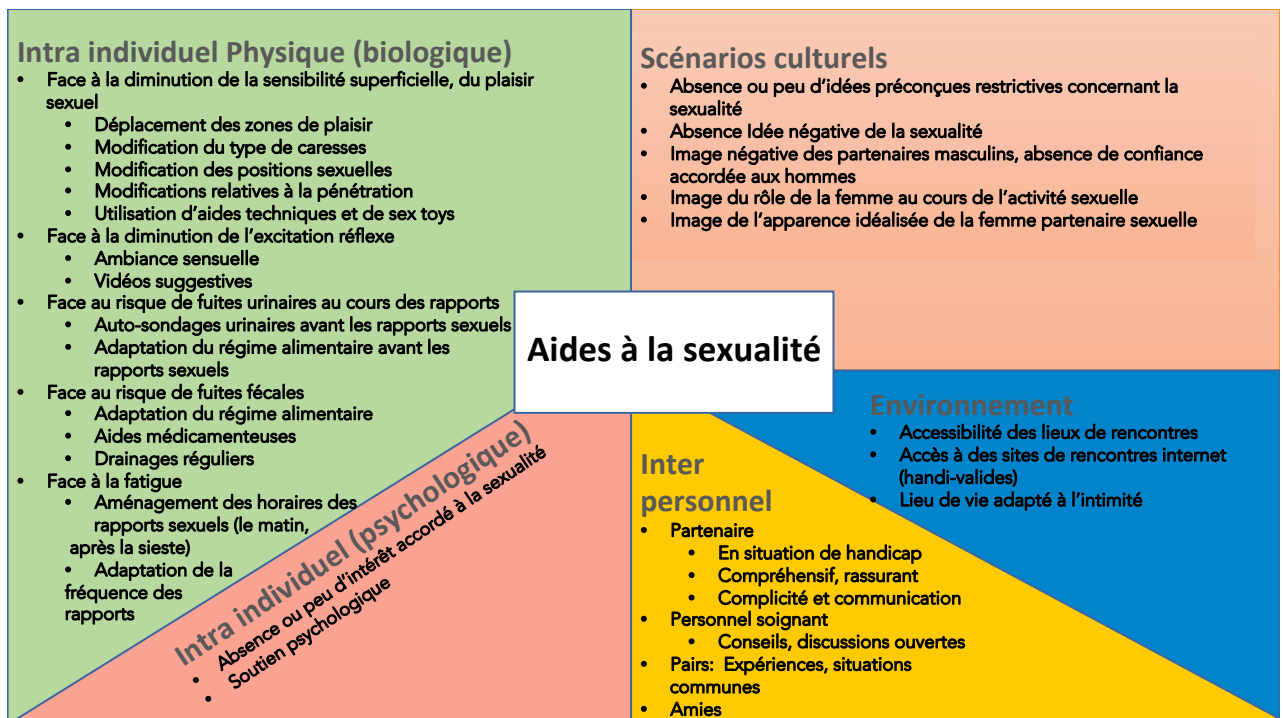 Intra individuel Physique (biologique)
• Face à la diminution de la sensibilité superficielle, du plaisir
sexuel
• Déplacement des zones de plaisir
• Modification du type de caresses
• Modification des positions sexuelles
• Modifications relatives à la pénétration
• Utilisation d’aides techniques et de sex toys
• Face à la diminution de l’excitation réflexe
• Ambiance sensuelle
• Vidéos suggestives
• Face au risque de fuites urinaires au cours des rapports
• Auto-sondages urinaires avant les rapports sexuels
• Adaptation du régime alimentaire avant les
rapports sexuels
• Face au risque de fuites fécales
• Adaptation du régime alimentaire
• Aides médicamenteuses
• Drainages réguliers
• Face à la fatigue
• Aménagement des horaires des
rapports sexuels (le matin,
après la sieste)
• Adaptation de la
fréquence des
rapports
Intra individuel (psychologique)
• Absence ou peu d’intérêt accordé à la sexualité
• Soutien psychologique
Aides à la sexualité
Scénarios culturels
• Absence ou peu d’idées préconçues restrictives concernant la
sexualité
• Absence Idée négative de la sexualité
• Image négative des partenaires masculins, absence de confiance
accordée aux hommes
• Image du rôle de la femme au cours de l’activité sexuelle
• Image de l’apparence idéalisée de la femme partenaire sexuelle
Environnement
• Accessibilité des lieux de rencontres
• Accès à des sites de rencontres internet
(handi-valides)
• Lieu de vie adapté à l’intimité
Inter
personnel
• Partenaire
• En situation de handicap
• Compréhensif, rassurant
• Complicité et communication
• Personnel soignant
• Conseils, discussions ouvertes
• Pairs: Expériences, situations
communes
• Amies